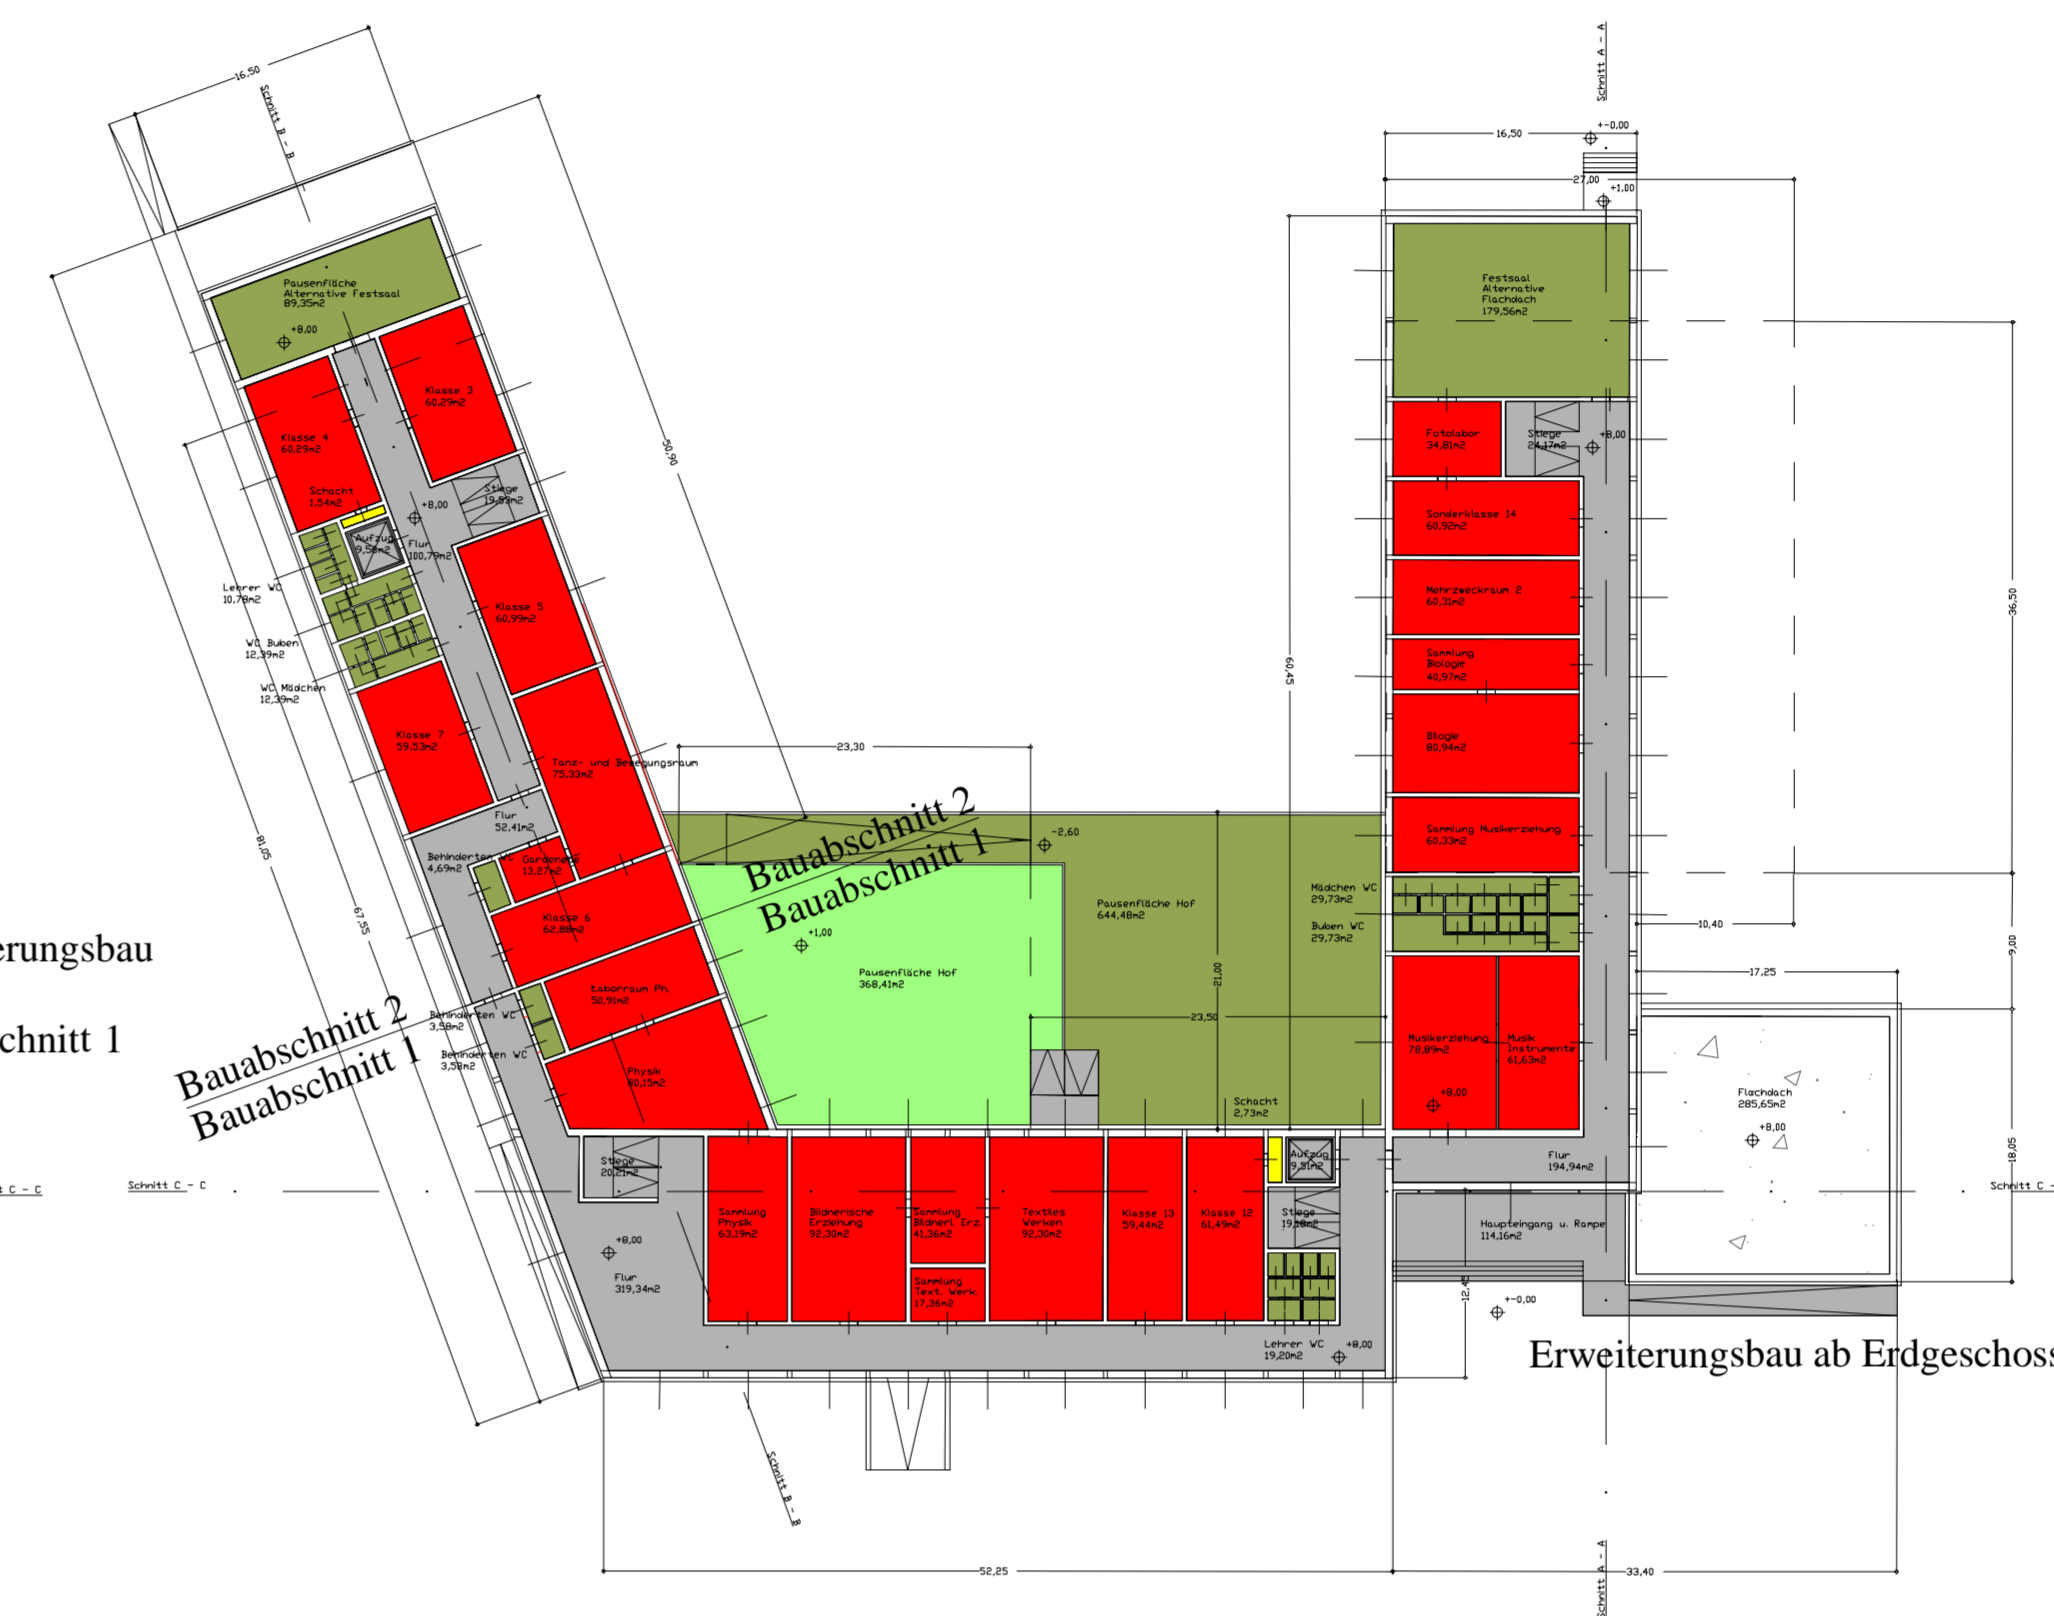 16,50
Schnitt B - B
Schnitt A - A
+-0,00
16,50
27,00
+1,00
Pausenfläche
Alternative Festsaal
89,35m2
+8,00
Festsaal
Alternative
Flachdach
179,56m2
Klasse 3
60,29m2
Klasse 4
60,29m2
Schacht
1,54m2
Stiege
+8,00
Aufzug
Flur
100,79m2
50,90
Fotolabor
34,81m2
Stiege
24,17m2
+8,00
Sonderklasse 14
60,92m2
Lehrer WC
10,78m2
Klasse 5
60,99m2
Mehrzweckraum 2
60,31m2
36,50
WC Buben
12,39m2
WC Mädchen
12,39m2
60,45
Sammlung
Biologie
40,97m2
Klasse 7
59,53m2
Tanz- und Bewegungsraum
75,33m2
23,30
Bilogie
80,94m2
Flur
52,41m2
81,05
Bauabschnitt 2
Bauabschnitt 1
-2,60
Sammlung Musikerziehung
60,33m2
Behinderten WC
4,69m2
13,27m2
Klasse 6
62,88m2
67,55
Pausenfläche Hof
644,48m2
Mädchen WC
29,73m2
Buben WC
29,73m2
10,40
9,00
+1,00
Pausenfläche Hof
368,41m2
21,00
17,25
erungsbau
chnitt 1
Laborraum Ph.
50,91m2
Behinderten WC
3,58m2
Behinderten WC
3,58m2
Bauabschnitt 2
Bauabschnitt 1
23,50
Physik
80,15m2
Musikerziehung
78,89m2
Musik
Instrumente
61,63m2
+8,00
Schacht
2,73m2
Flachdach
285,65m2
+8,00
18,05
Stiege
20,21m2
Aufzug
9,51m2
Flur
194,94m2
t C - C
Schnitt C - C
Schnitt C -
Sammlung
Physik
63,19m2
Bildnerische
Erziehung
92,30m2
Sammlung
Bildnerl. Erz.
41,36m2
Textiles
Werken
92,30m2
Klasse 13
59,44m2
Klasse 12
61,49m2
Stiege
19,18m2
Haupteingang u. Rampe
114,16m2
+8,00
Flur
319,34m2
Sammlung
Text. Werk.
17,36m2
12,45
+-0,00
Lehrer WC
19,20m2
+8,00
Erweiterungsbau ab Erdgeschoss
Schnitt B - B
52,25
33,40
Schnitt A - A